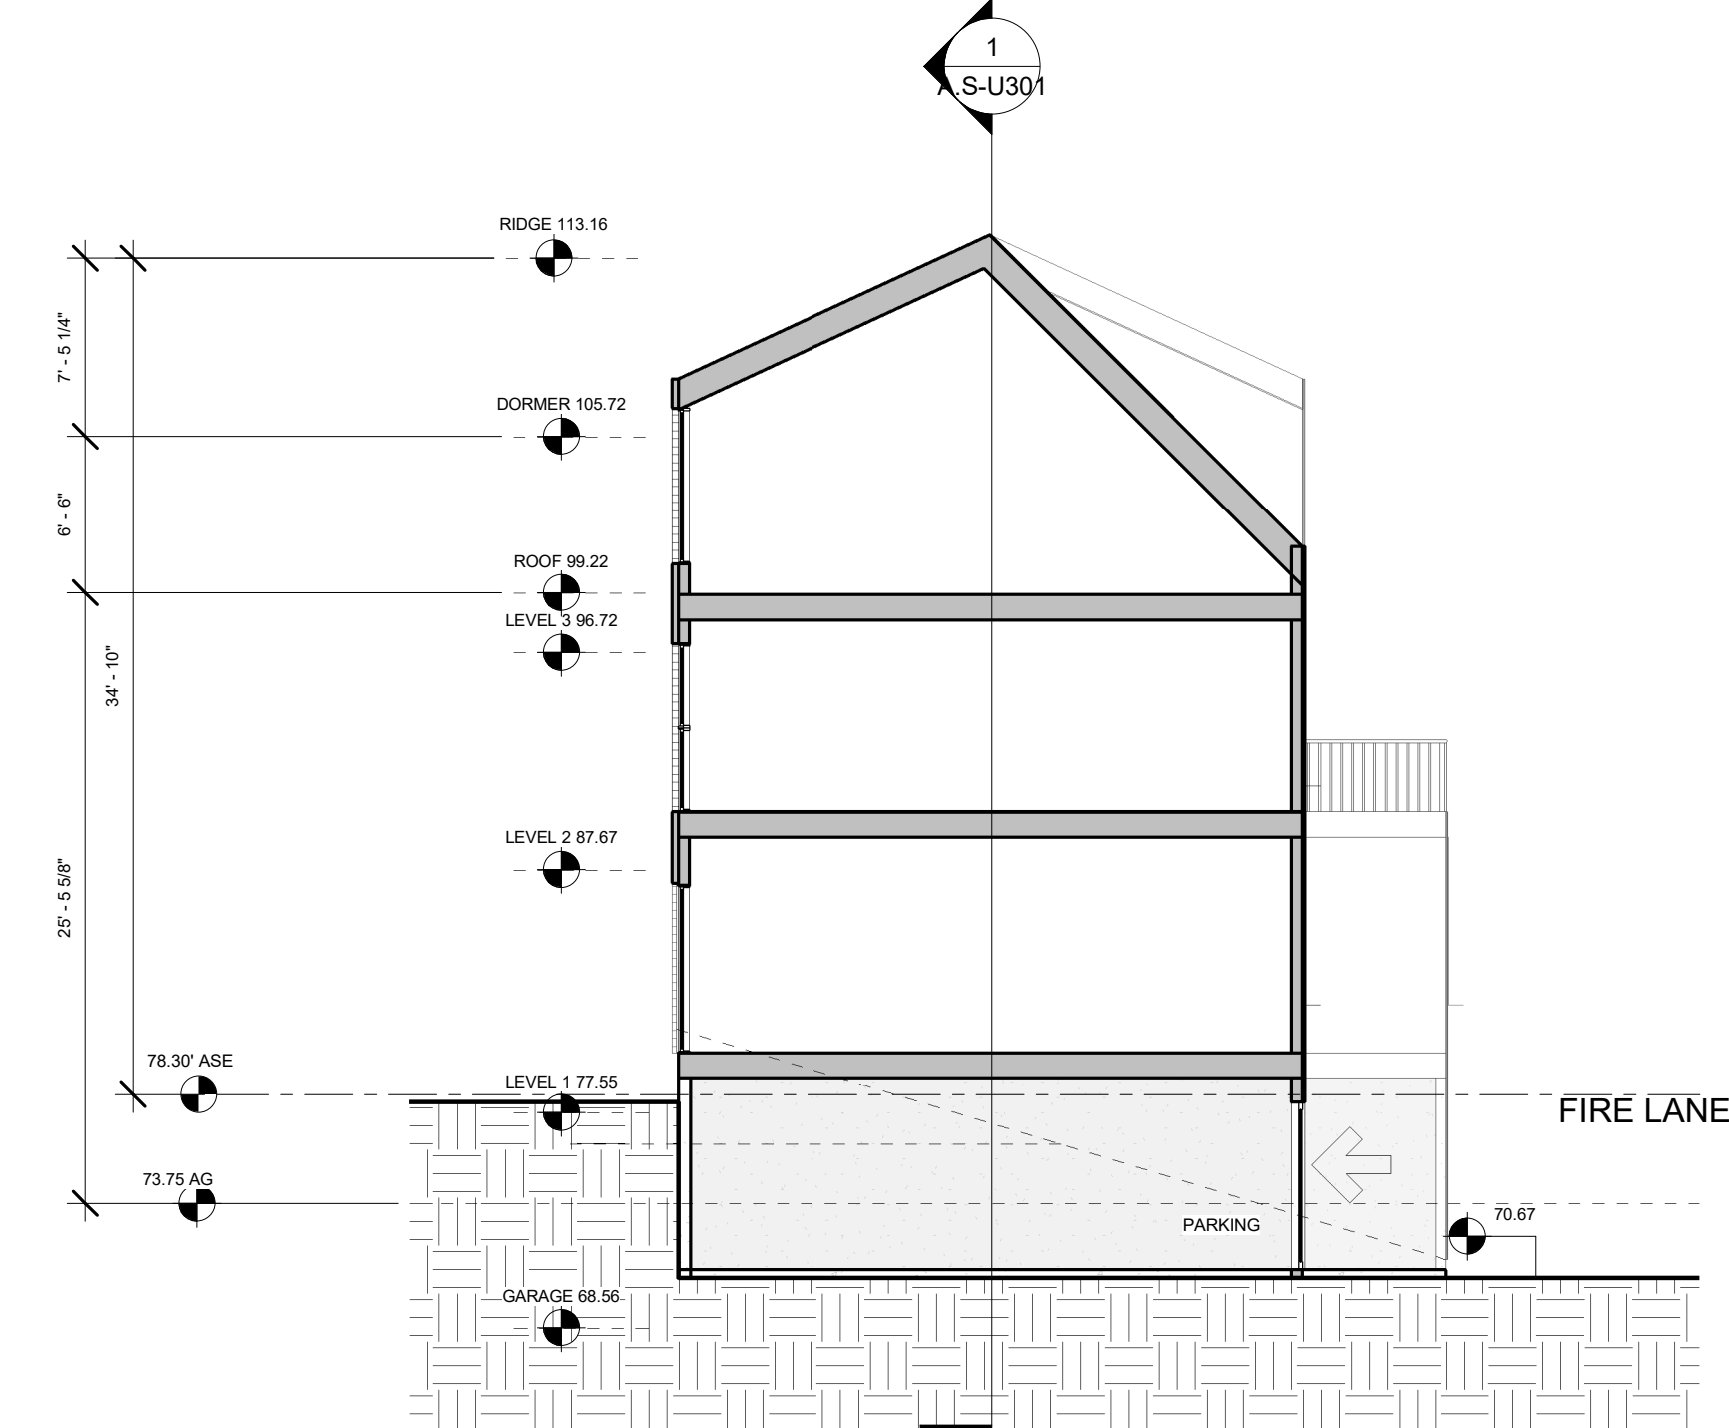 1
A.S-U301
RIDGE 113.16
7' - 5 1/4"
DORMER 105.72
6' - 6"
ROOF 99.22
LEVEL 3 96.72
34' - 10"
LEVEL 2 87.67
25' - 5 5/8"
78.30' ASE
LEVEL 1 77.55
FIRE LANE
73.75 AG
PARKING
70.67
GARAGE 68.56